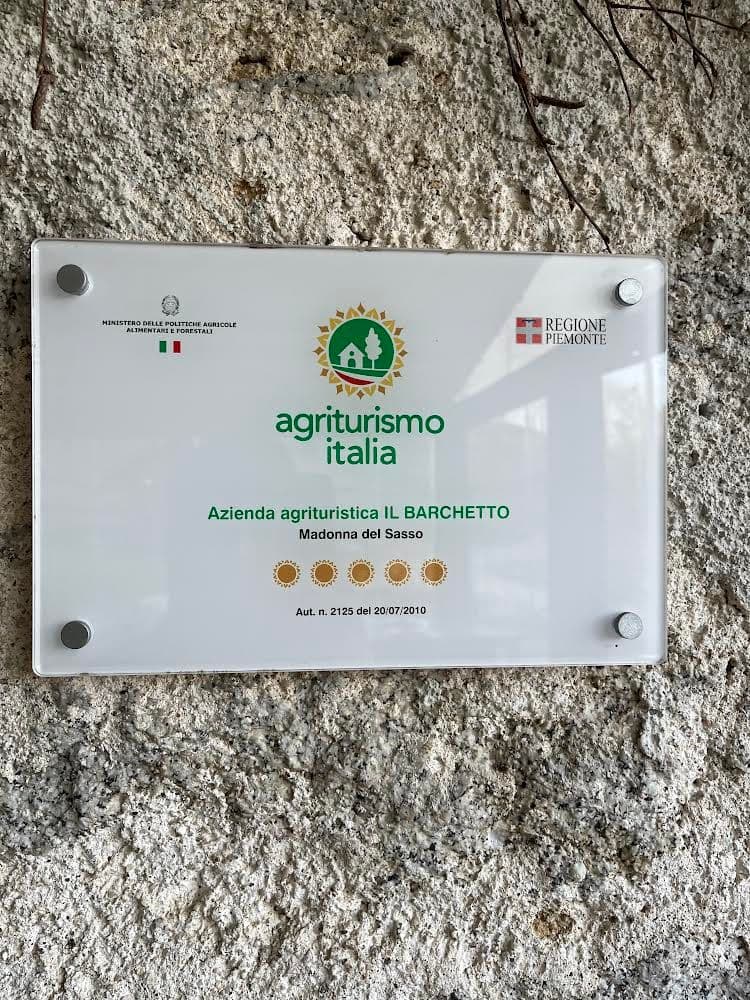 MINISTERO DELLE POLITICHE AGRICOLE
ALIMENTARI E FORESTALI
REGIONE
PIEMONTE
agriturismo
italia
Azienda agrituristica IL BARCHETTO
Madonna del Sasso
Aut. n. 2125 del 20/07/2010